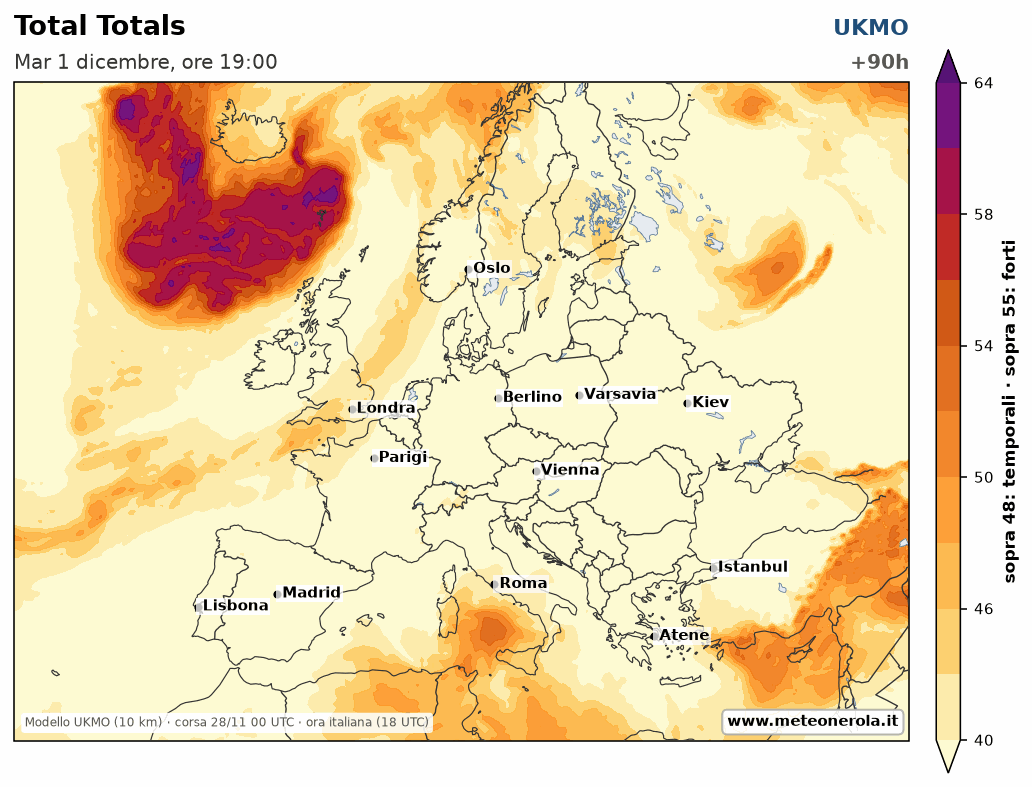 Total Totals
UKMO
Mar 1 dicembre, ore 19:00
+90h
64
58
54
50
46
40
sopra 48: temporali · sopra 55: forti
Oslo
Berlino
Varsavia
Kiev
Londra
Parigi
Vienna
Istanbul
Roma
Madrid
Lisbona
Atene
Modello UKMO (10 km) · corsa 28/11 00 UTC · ora italiana (18 UTC)
www.meteonerola.it